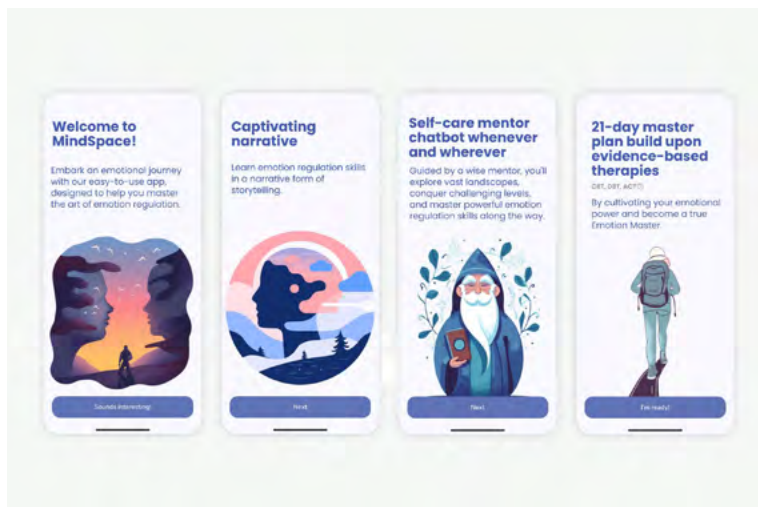 Welcome to
MindSpace!
Embark an emotional journey
with our easy-to-use app,
designed to help you master
the art of emotion regulation.
Sounds interesting!
Captivating
narrative
Learn emotion regulation skills
in a narrative form of
storytelling.
Next
Self-care mentor
chatbot whenever
and wherever
Guided by a wise mentor, you'll
explore vast landscapes,
conquer challenging levels,
and master powerful emotion
regulation skills along the way.
Next
21-day master
plan build upon
evidence-based
therapies
CBT, DBT, ACT
By cultivating your emotional
power and become a true
Emotion Master.
I'm ready!